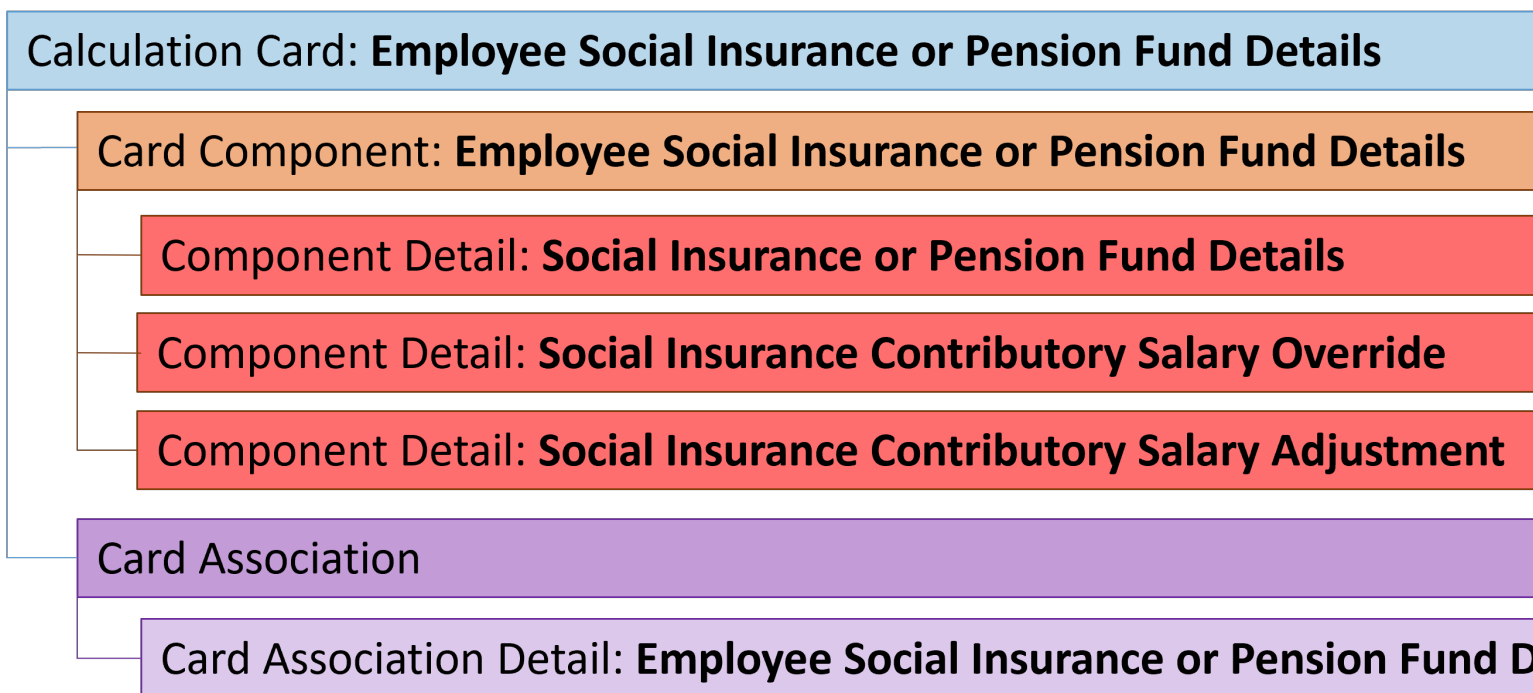 Calculation Card: Employee Social Insurance or Pension Fund Details
Card Component: Employee Social Insurance or Pension Fund Details
Component Detail: Social Insurance or Pension Fund Details
Component Detail: Social Insurance Contributory Salary Override
Component Detail: Social Insurance Contributory Salary Adjustment
Card Association
Card Association Detail: Employee Social Insurance or Pension Fund